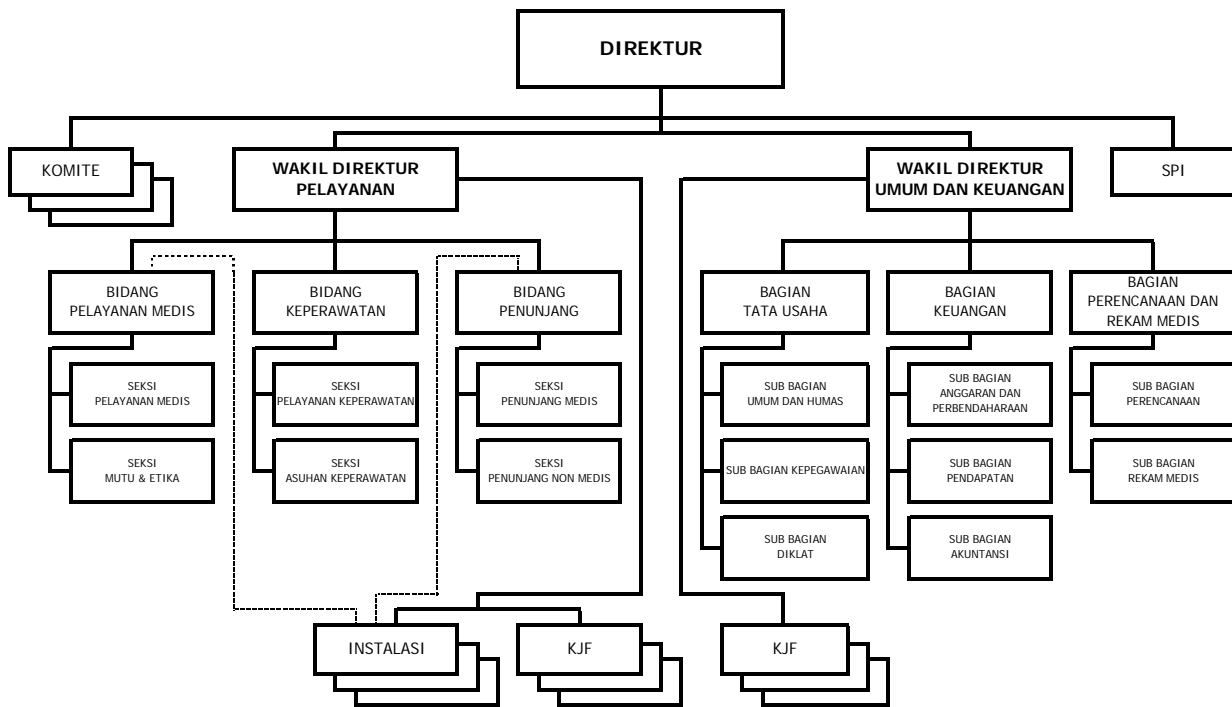 DIREKTUR
KOMITE
WAKIL DIREKTUR
PELAYANAN
WAKIL DIREKTUR
UMUM DAN KEUANGAN
SPI
BIDANG
PELAYANAN MEDIS
BIDANG
KEPERAWATAN
BIDANG
PENUNJANG
BAGIAN
TATA USAHA
BAGIAN
KEUANGAN
BAGIAN
PERENCANAAN DAN
REKAM MEDIS
SEKSI
PELAYANAN MEDIS
SEKSI
PELAYANAN KEPERAWATAN
SEKSI
PENUNJANG MEDIS
SUB BAGIAN
UMUM DAN HUMAS
SUB BAGIAN
ANGGARAN DAN
PERBENDAHARAAN
SUB BAGIAN
PERENCANAAN
SEKSI
MUTU & ETIKA
SEKSI
ASUHAN KEPERAWATAN
SEKSI
PENUNJANG NON MEDIS
SUB BAGIAN KEPEGAWAIAN
SUB BAGIAN
PENDAPATAN
SUB BAGIAN
REKAM MEDIS
SUB BAGIAN
DIKLAT
SUB BAGIAN
AKUNTANSI
INSTALASI
KJF
KJF